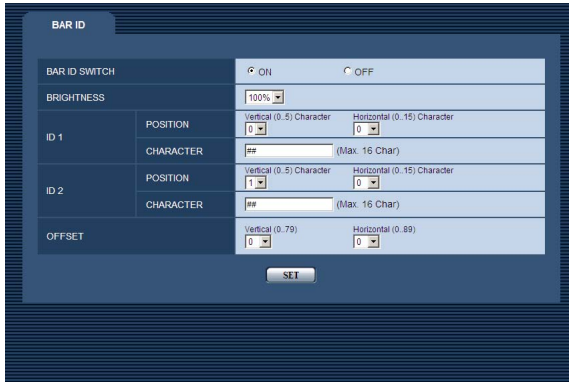 BAR ID
BAR ID SWITCH ON OFF
BRIGHTNESS 100%
ID 1 POSITION Vertical (0..5) Character 0 Horizontal (0..15) Character 0
CHARACTER ## (Max. 16 Char)
ID 2 POSITION Vertical (0..5) Character 1 Horizontal (0..15) Character 0
CHARACTER ## (Max. 16 Char)
OFFSET Vertical (0..79) 0 Horizontal (0..89) 0
SET